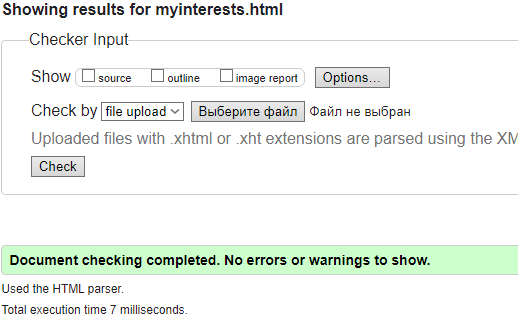 Showing results for myinterests.html
Checker Input
Show source outline image report Options...
Check by file upload Выберите файл Файл не выбран
Uploaded files with .xhtml or .xht extensions are parsed using the XM
Check
Document checking completed. No errors or warnings to show.
Used the HTML parser.
Total execution time 7 milliseconds.